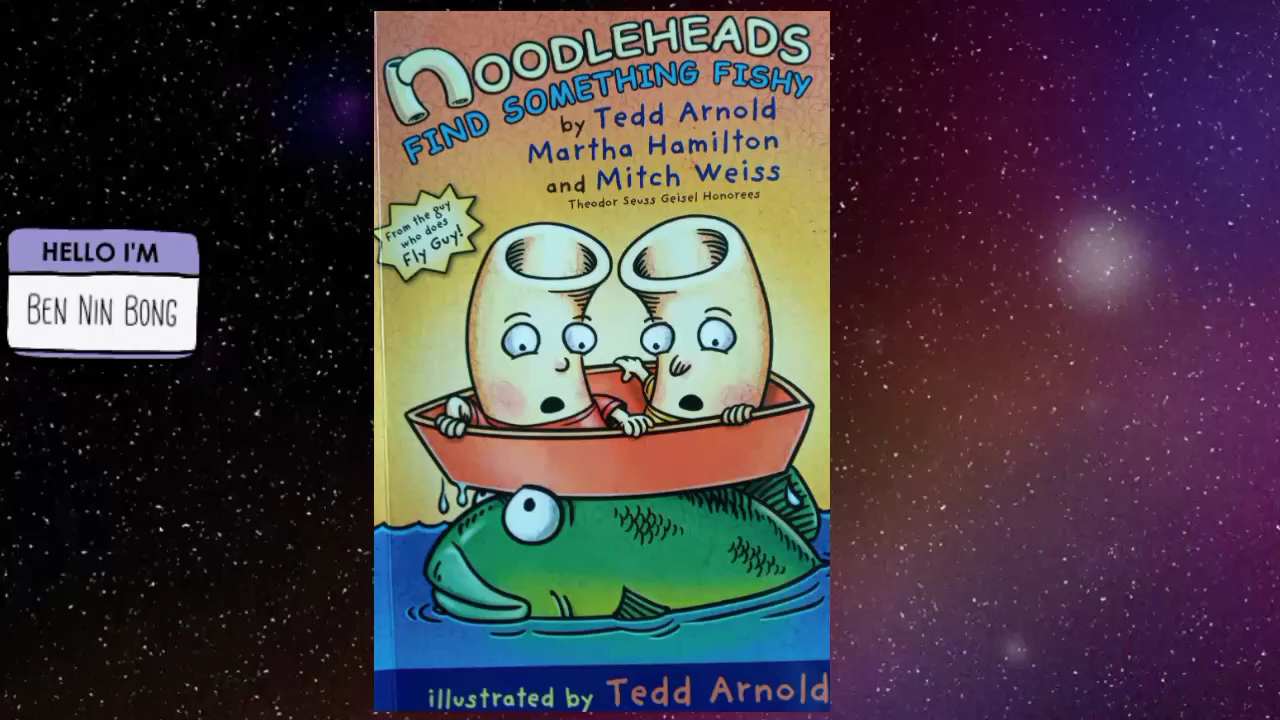 HELLO I'M
BEN NIN BONG
NOODLEHEADS
FIND SOMETHING FISHY
by Tedd Arnold
Martha Hamilton
and Mitch Weiss
Theodor Seuss Geisel Honorees
From the guy
who does
Fly Guy!
illustrated by Tedd Arnold